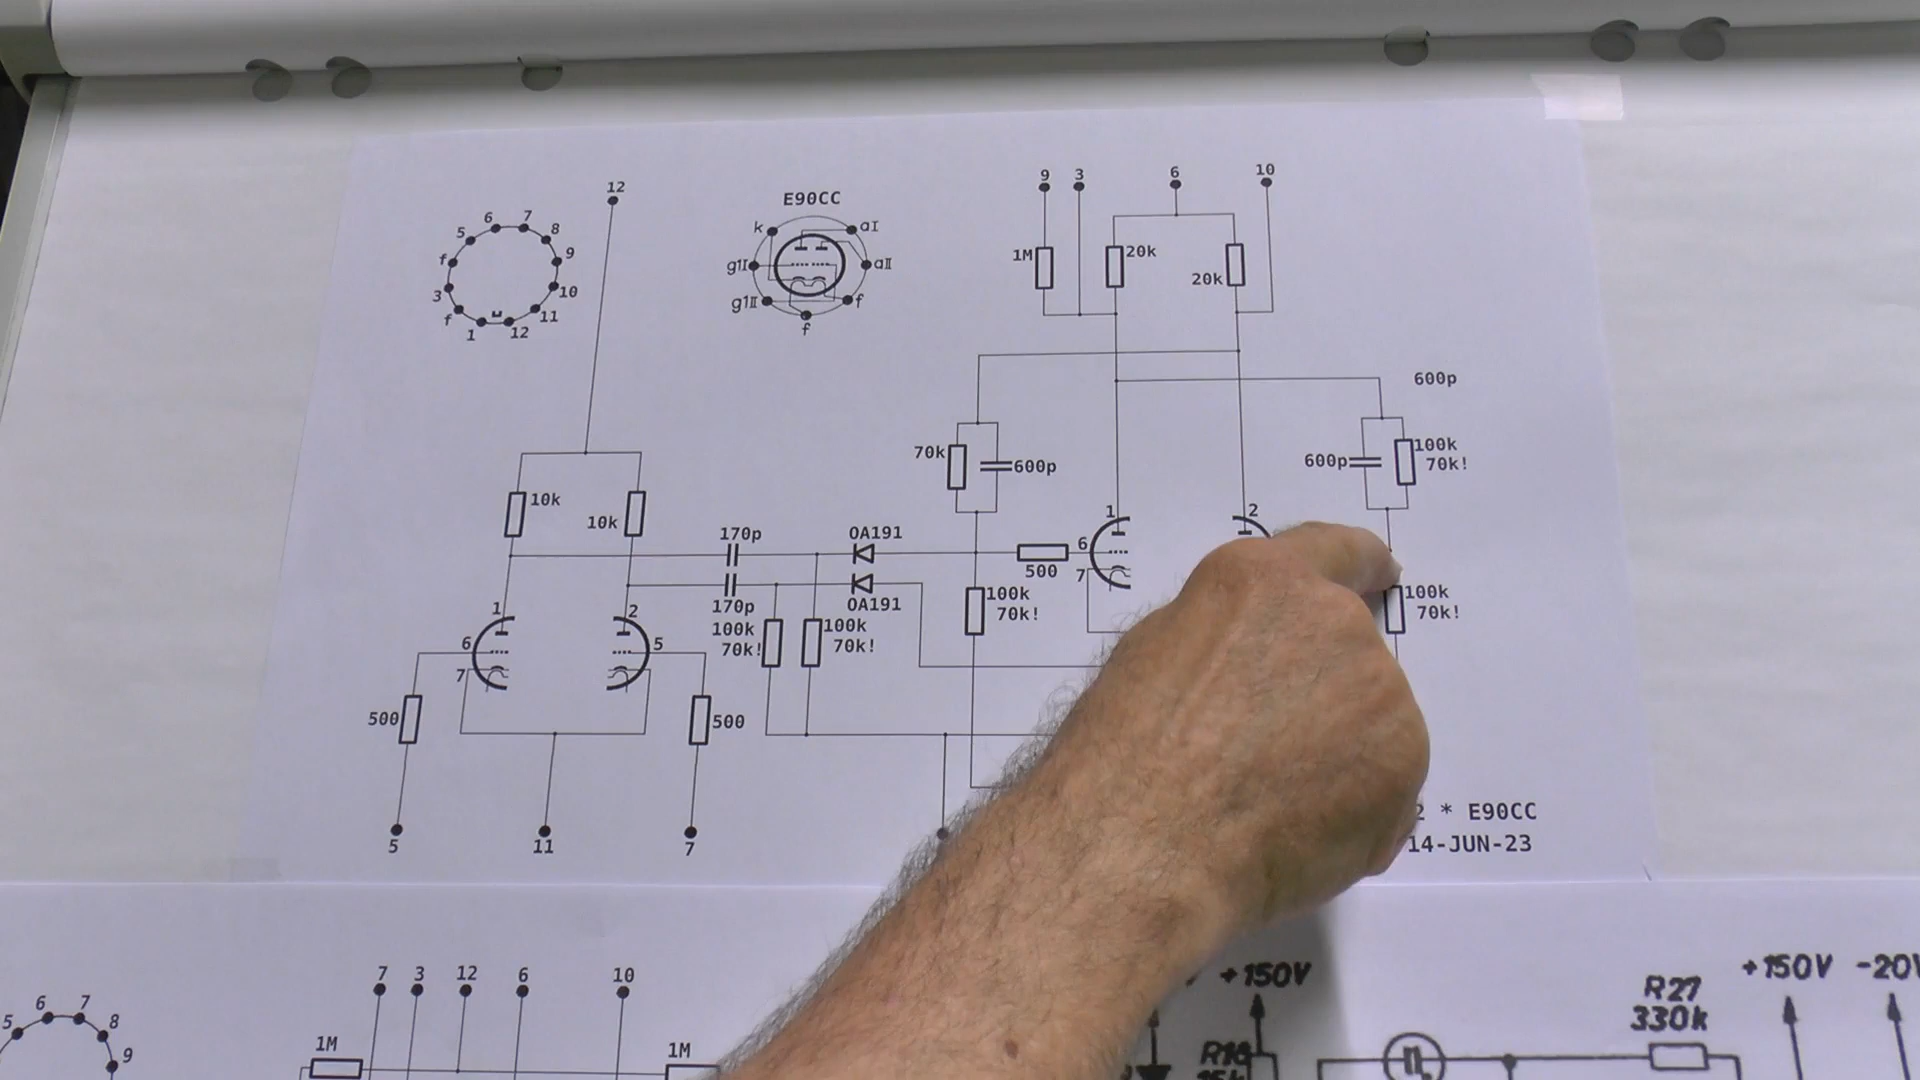 12
E90CC
9 3 6 10
6 7
5 8
f 9
3 10
f 11
1 12
k aI
g1I aII
g1II f
f
1M 20k
20k
600p
70k 600p
600p 100k
70k!
10k
10k
170p OA191
170p OA191
500
1 2
6
7
100k
70k!
100k
70k!
1 2
6 5
7
100k
70k!
100k
70k!
500 500
5 11 7
2 * E90CC
14-JUN-23
7 3 12 6 10
6 7
5 8
9
1M 1M
+150V
R27
330k
+150V -20V